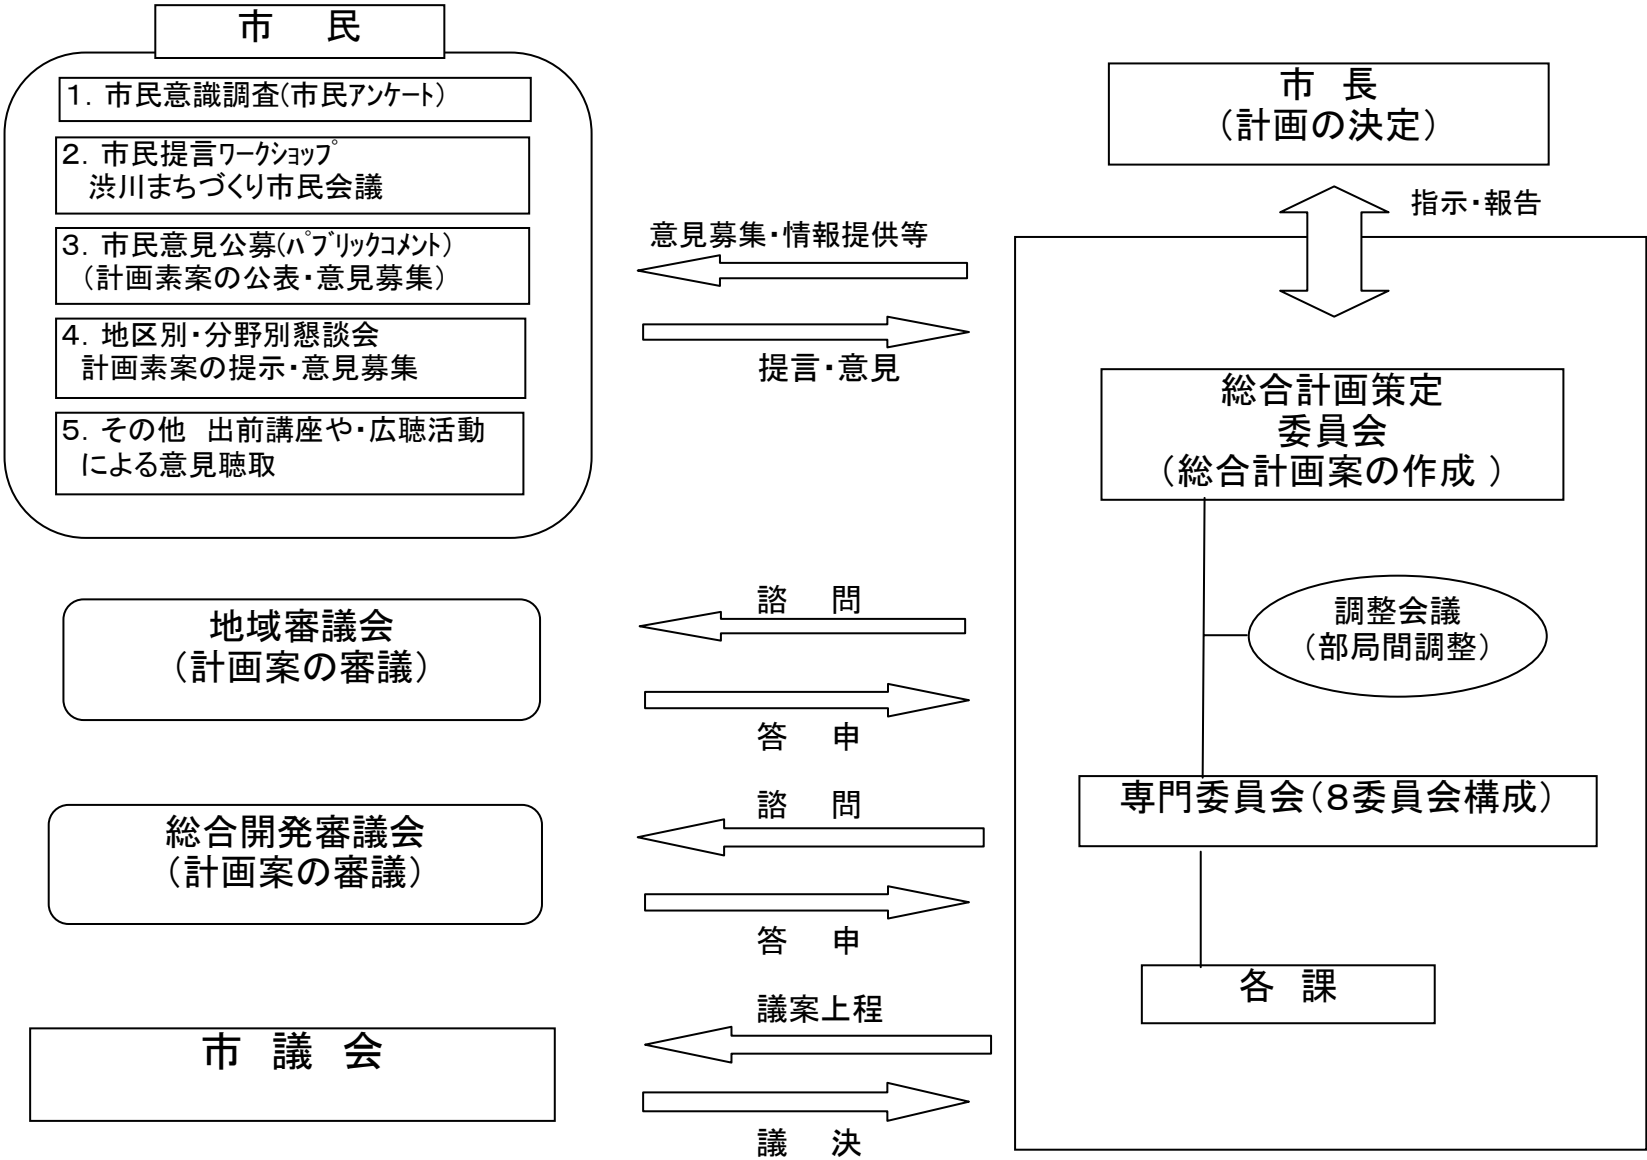 市　民
1．市民意識調査(市民アンケート)
2．市民提言ワークショップ
渋川まちづくり市民会議
3．市民意見公募(パブリックコメント)
(計画素案の公表・意見募集)
4．地区別・分野別懇談会
計画素案の提示・意見募集
5．その他　出前講座や・広聴活動
による意見聴取
意見募集・情報提供等
提言・意見
市　長
(計画の決定)
指示・報告
総合計画策定
委員会
(総合計画案の作成 )
調整会議
(部局間調整)
専門委員会(8委員会構成)
各　課
地域審議会
(計画案の審議)
諮　問
答　申
総合開発審議会
(計画案の審議)
諮　問
答　申
市　議　会
議案上程
議　決